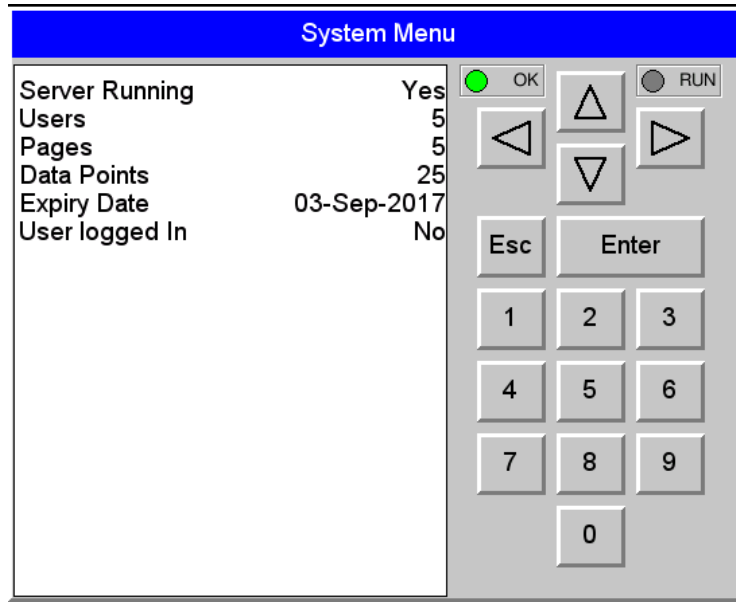 System Menu
Server Running Yes
Users 5
Pages 5
Data Points 25
Expiry Date 03-Sep-2017
User logged In No
OK
RUN
Esc Enter
1 2 3
4 5 6
7 8 9
0